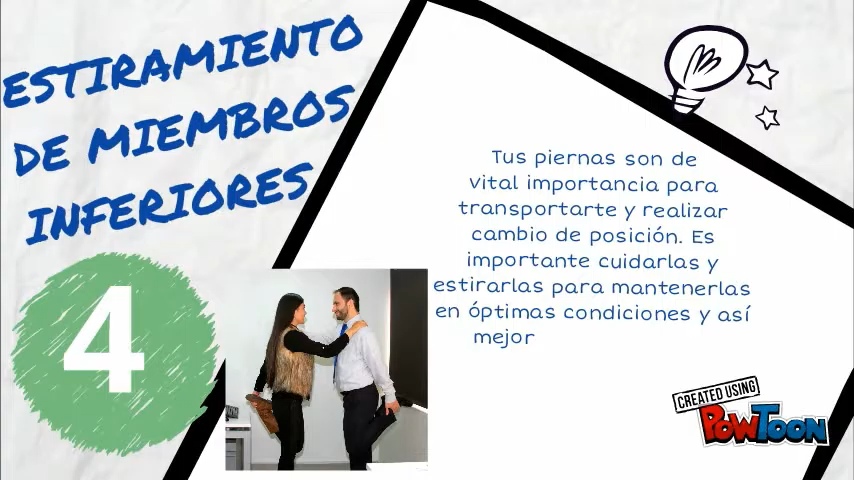 ESTIRAMIENTO
DE MIEMBROS
INFERIORES
4
Tus piernas son de
vital importancia para
transportarte y realizar
cambio de posición. Es
importante cuidarlas y
estirarlas para mantenerlas
en óptimas condiciones y así
mejor
CREATED USING
POWTOON